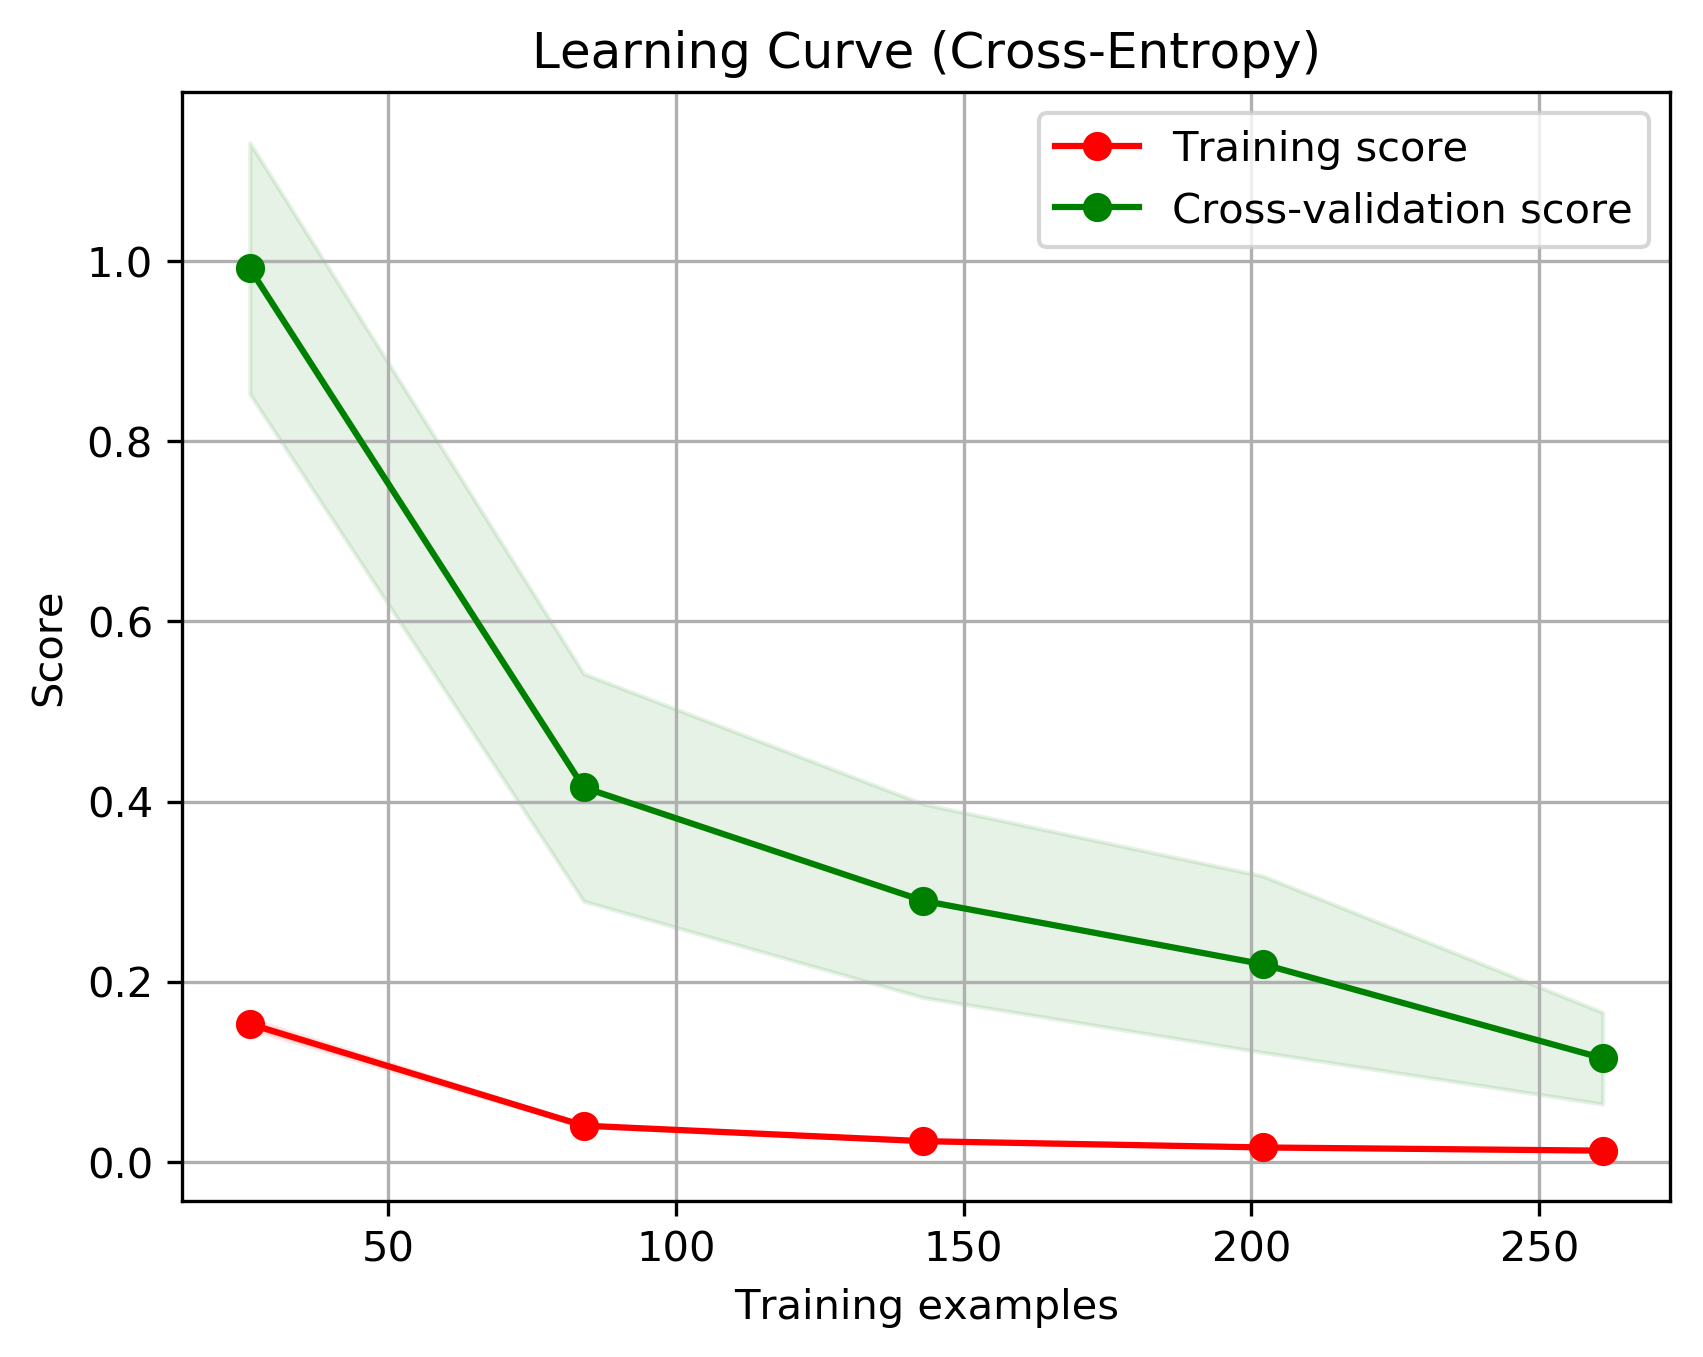 Learning Curve (Cross-Entropy)
Training score
Cross-validation score
1.0
0.8
0.6
0.4
0.2
0.0
Score
50 100 150 200 250
Training examples